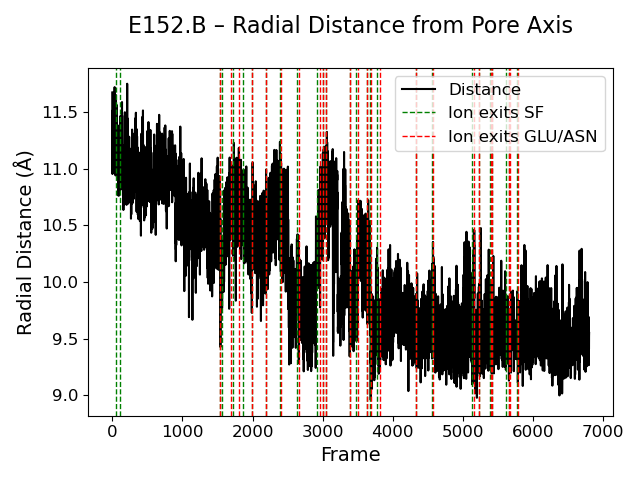 E152.B – Radial Distance from Pore Axis
Distance
Ion exits SF
Ion exits GLU/ASN
Radial Distance (Å)
11.5
11.0
10.5
10.0
9.5
9.0
0 1000 2000 3000 4000 5000 6000 7000
Frame